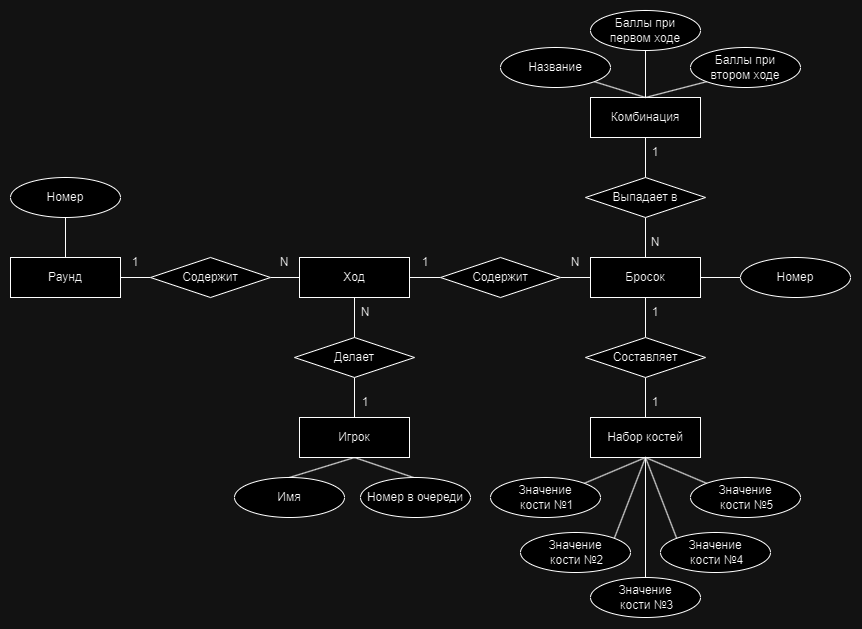 Баллы при
первом ходе
Название
Баллы при
втором ходе
Комбинация
1
Выпадает в
N
Номер
Раунд
1
Содержит
N
Ход
1
Содержит
N
Бросок
Номер
N
Делает
1
Игрок
Имя
Номер в очереди
1
Составляет
1
Набор костей
Значение
кости №1
Значение
кости №2
Значение
кости №3
Значение
кости №4
Значение
кости №5